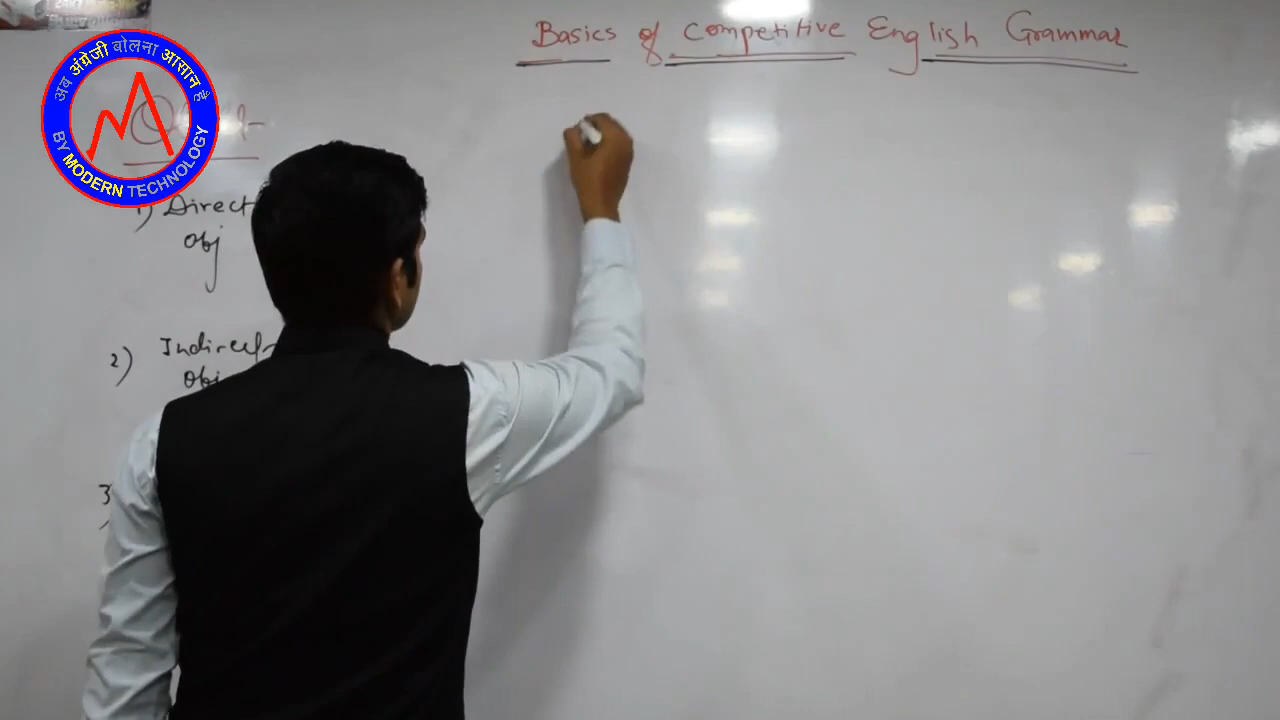 Basics of Competitive English Grammar
अब अंग्रेजी बोलना आसान है
BY MODERN TECHNOLOGY
1) Direct
obj
2) Indirect
obj
3